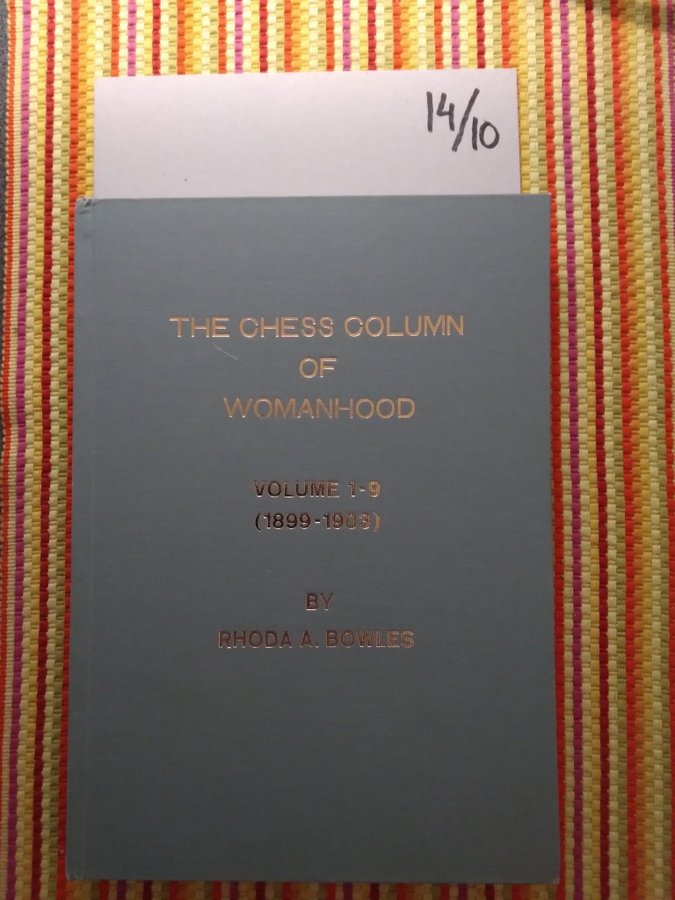 14/10
THE CHESS COLUMN
OF
WOMANHOOD
VOLUME 1-9
(1899-1903)
BY
RHODA A. BOWLES